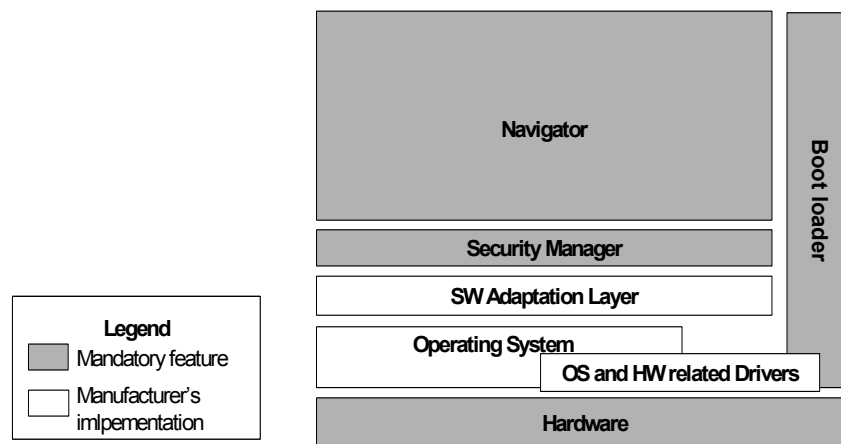 Navigator
Boot loader
Security Manager
SW Adaptation Layer
Operating System
OS and HW related Drivers
Hardware
Legend
Mandatory feature
Manufacturer's
imlpementation